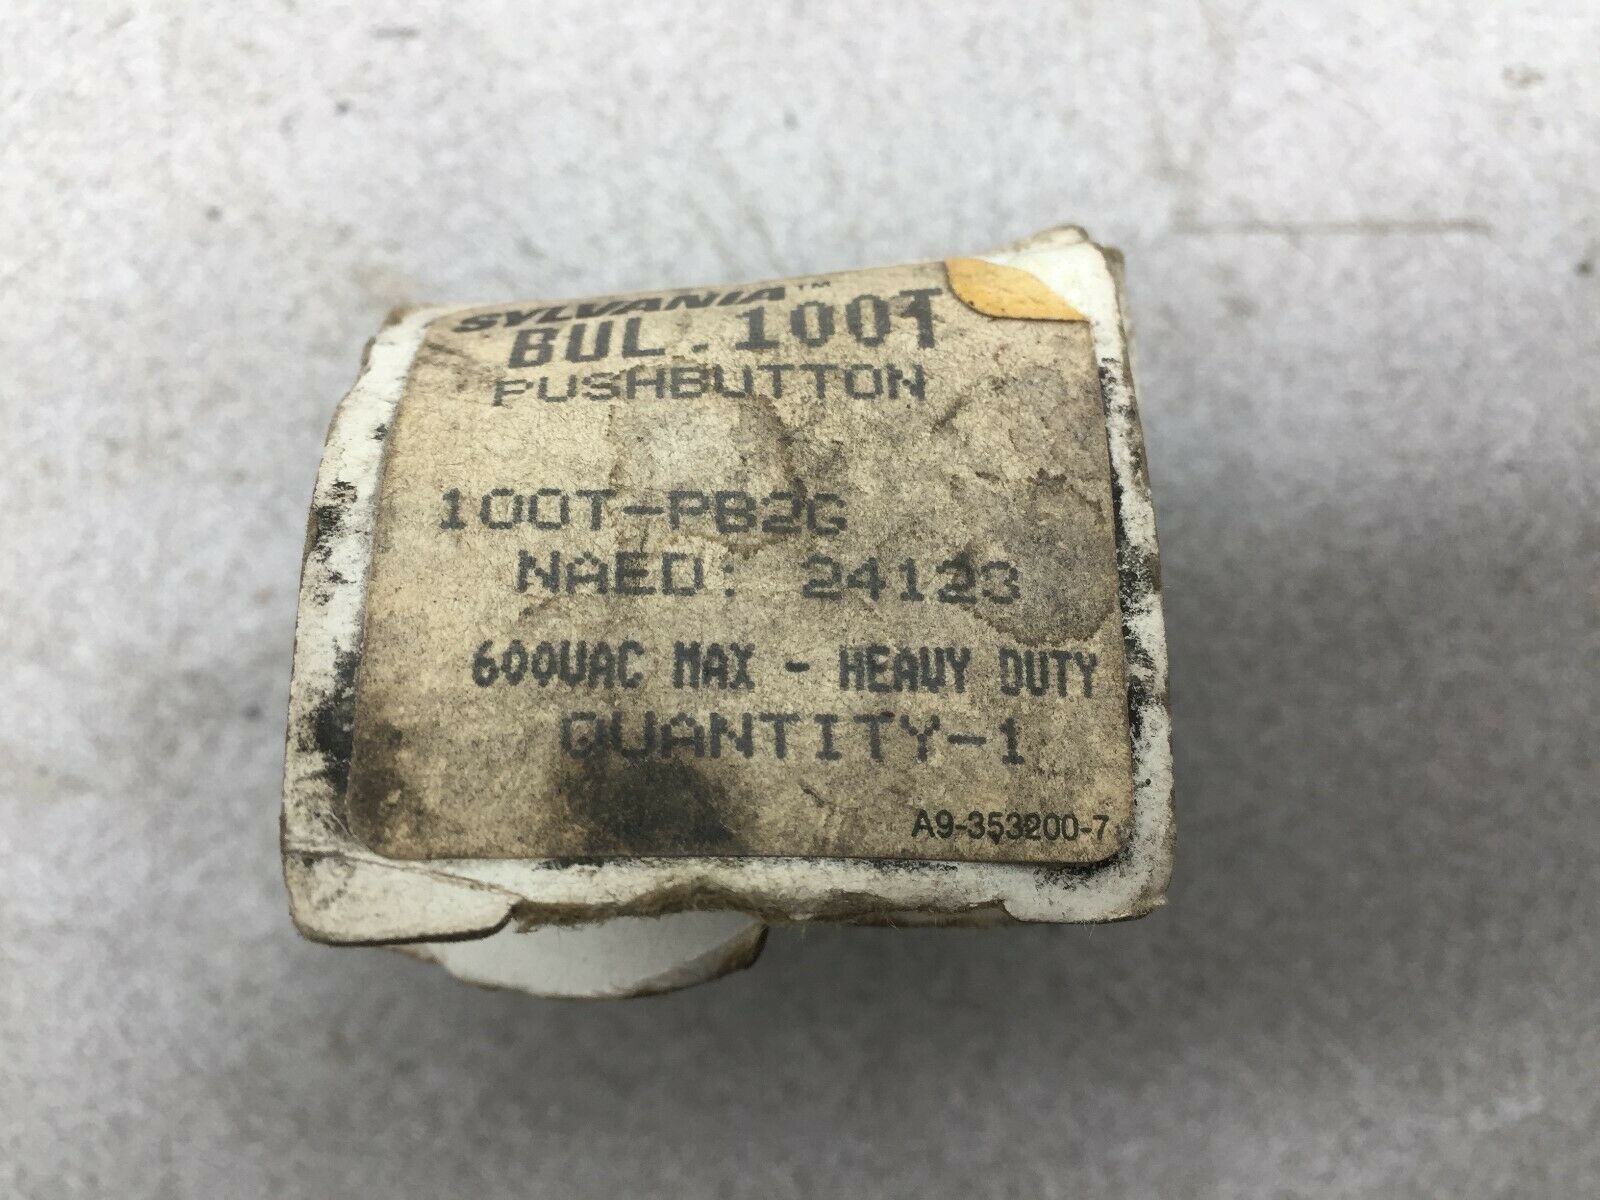 SYLVANIA™
BUL. 100T
PUSHBUTTON
100T-PB2G
NAED: 24123
600VAC MAX - HEAVY DUTY
QUANTITY-1
A9-353200-7